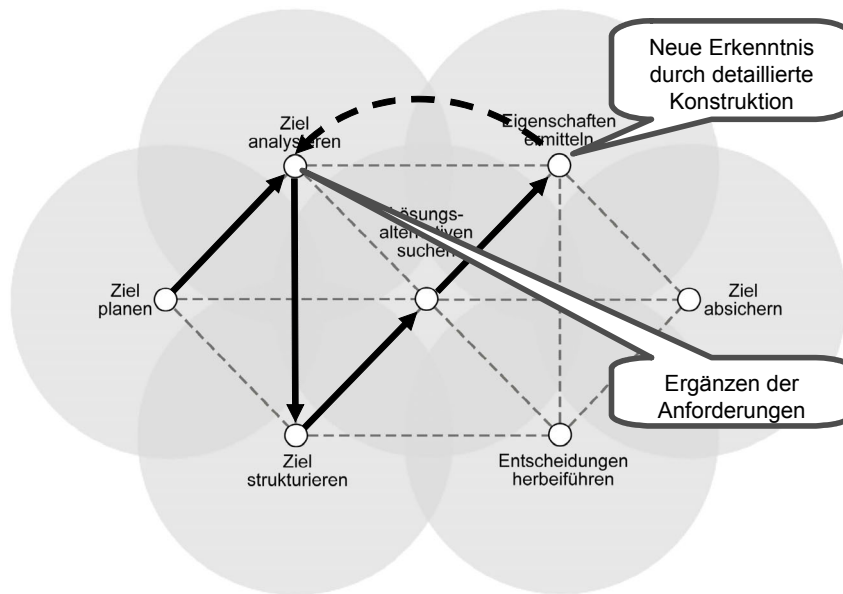 Neue Erkenntnis
durch detaillierte
Konstruktion
Ziel
analysieren
Eigenschaften
ermitteln
Lösungs-
alternativen
suchen
Ziel
planen
Ziel
absichern
Ergänzen der
Anforderungen
Ziel
strukturieren
Entscheidungen
herbeiführen